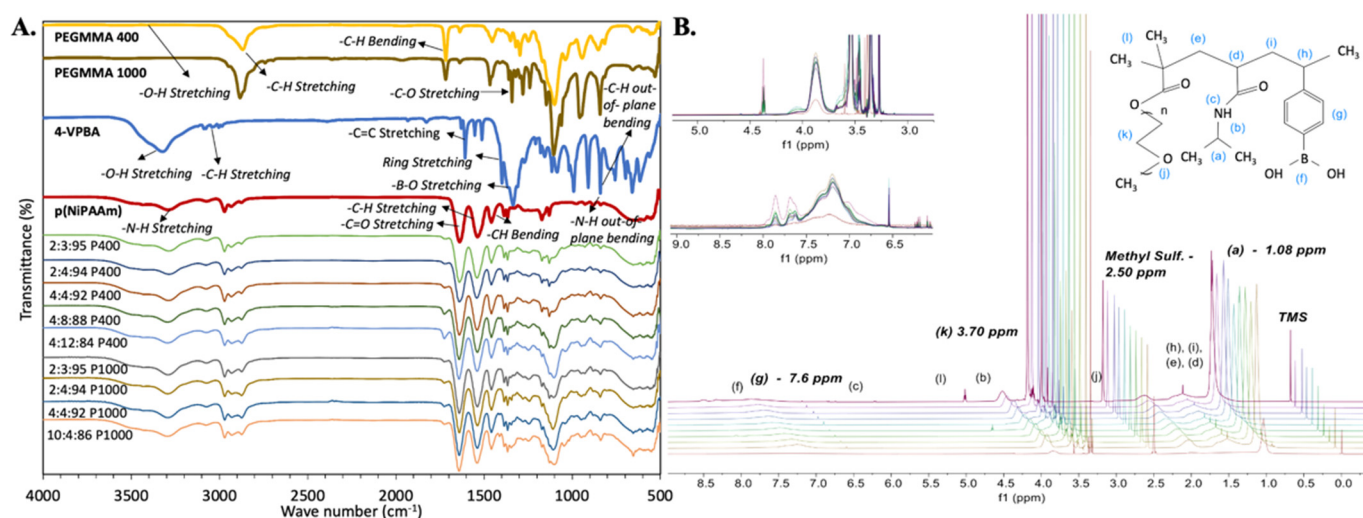 A.
PEGMMA 400
-C-H Bending
PEGMMA 1000
-O-H Stretching
-C-H Stretching
-C-O Stretching
-C-H out-
of- plane
bending
4-VPBA
-C=C Stretching
Ring Stretching
-O-H Stretching
-C-H Stretching
-B-O Stretching
p(NiPAAm)
-N-H Stretching
-C-H Stretching
-C=O Stretching
-CH Bending
-N-H out-of-
plane bending
2:3:95 P400
2:4:94 P400
4:4:92 P400
4:8:88 P400
4:12:84 P400
2:3:95 P1000
2:4:94 P1000
4:4:92 P1000
10:4:86 P1000
Transmittance (%)
4000 3500 3000 2500 2000 1500 1000 500
Wave number (cm-1)
B.
5.0 4.5 4.0 3.5 3.0
f1 (ppm)
9.0 8.5 8.0 7.5 7.0 6.5
f1 (ppm)
(l) CH3 (e) (i) (h)
CH3
(d)
H3C
O
O
n
(c) NH
O
(g)
(k)
(b)
O
(j)
H3C CH3
(a)
CH3
B
OH (f) OH
Methyl Sulf. -
2.50 ppm
(a) - 1.08 ppm
TMS
(k) 3.70 ppm
(h), (i),
(e), (d)
(g) - 7.6 ppm
(f) (c) (l) (b) (j)
8.5 8.0 7.5 7.0 6.5 6.0 5.5 5.0 4.5 4.0 3.5 3.0 2.5 2.0 1.5 1.0 0.5 0.0
f1 (ppm)